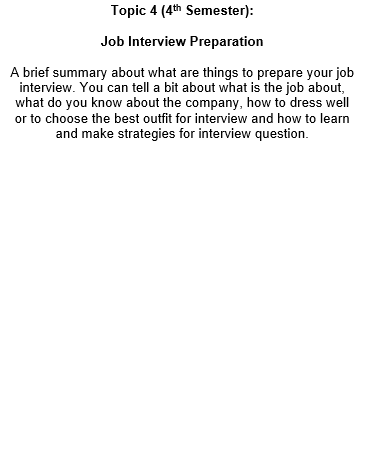 Topic 4 (4th Semester):
Job Interview Preparation
A brief summary about what are things to prepare your job
interview. You can tell a bit about what is the job about,
what do you know about the company, how to dress well
or to choose the best outfit for interview and how to learn
and make strategies for interview question.